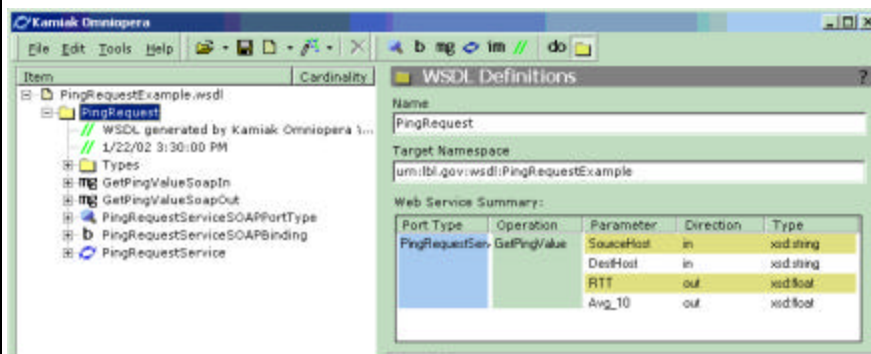 Kamiak Omniopera
File Edit Tools Help b mg im // do
Item Cardinality
PingRequestExample.wsdl
PingRequest
// WSDL generated by Kamiak Omniopera \...
// 1/22/02 3:30:00 PM
Types
mg GetPingValueSoapIn
mg GetPingValueSoapOut
PingRequestServiceSOAPPortType
b PingRequestServiceSOAPBinding
PingRequestService
WSDL Definitions ?
Name
PingRequest
Target Namespace
urn:lbl.gov:wsdl:PingRequestExample
Web Service Summary:
Port Type Operation Parameter Direction Type
PingRequestSer GetPingValue SourceHost in xsd:string
DestHost in xsd:string
RTT out xsd:float
Avg_10 out xsd:float